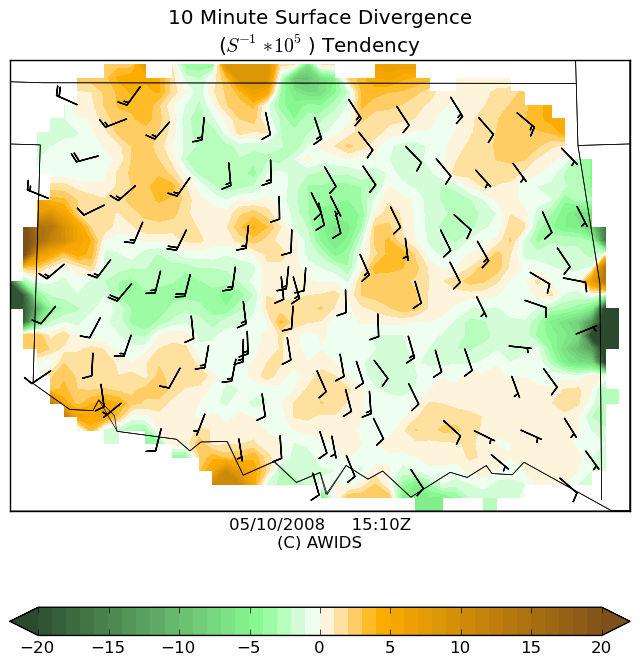 10 Minute Surface Divergence
(S⁻¹ * 10⁵ ) Tendency
05/10/2008 15:10Z
(C) AWIDS
−20 −15 −10 −5 0 5 10 15 20